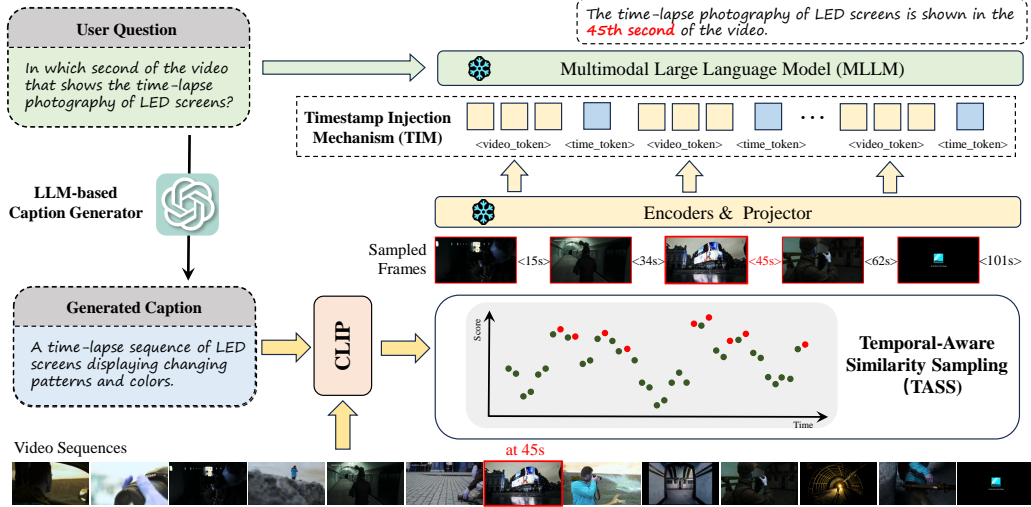 The time-lapse photography of LED screens is shown in the
45th second of the video.
User Question
In which second of the video
that shows the time-lapse
photography of LED screens?
Multimodal Large Language Model (MLLM)
Timestamp Injection
Mechanism (TIM)
<video_token> <time_token> <video_token> <time_token> ··· <video_token> <time_token>
LLM-based
Caption Generator
Encoders & Projector
Sampled
Frames
<15s> <34s> <45s> <62s> <101s>
Generated Caption
A time-lapse sequence of LED
screens displaying changing
patterns and colors.
CLIP
Score
Time
Temporal-Aware
Similarity Sampling
(TASS)
Video Sequences
at 45s